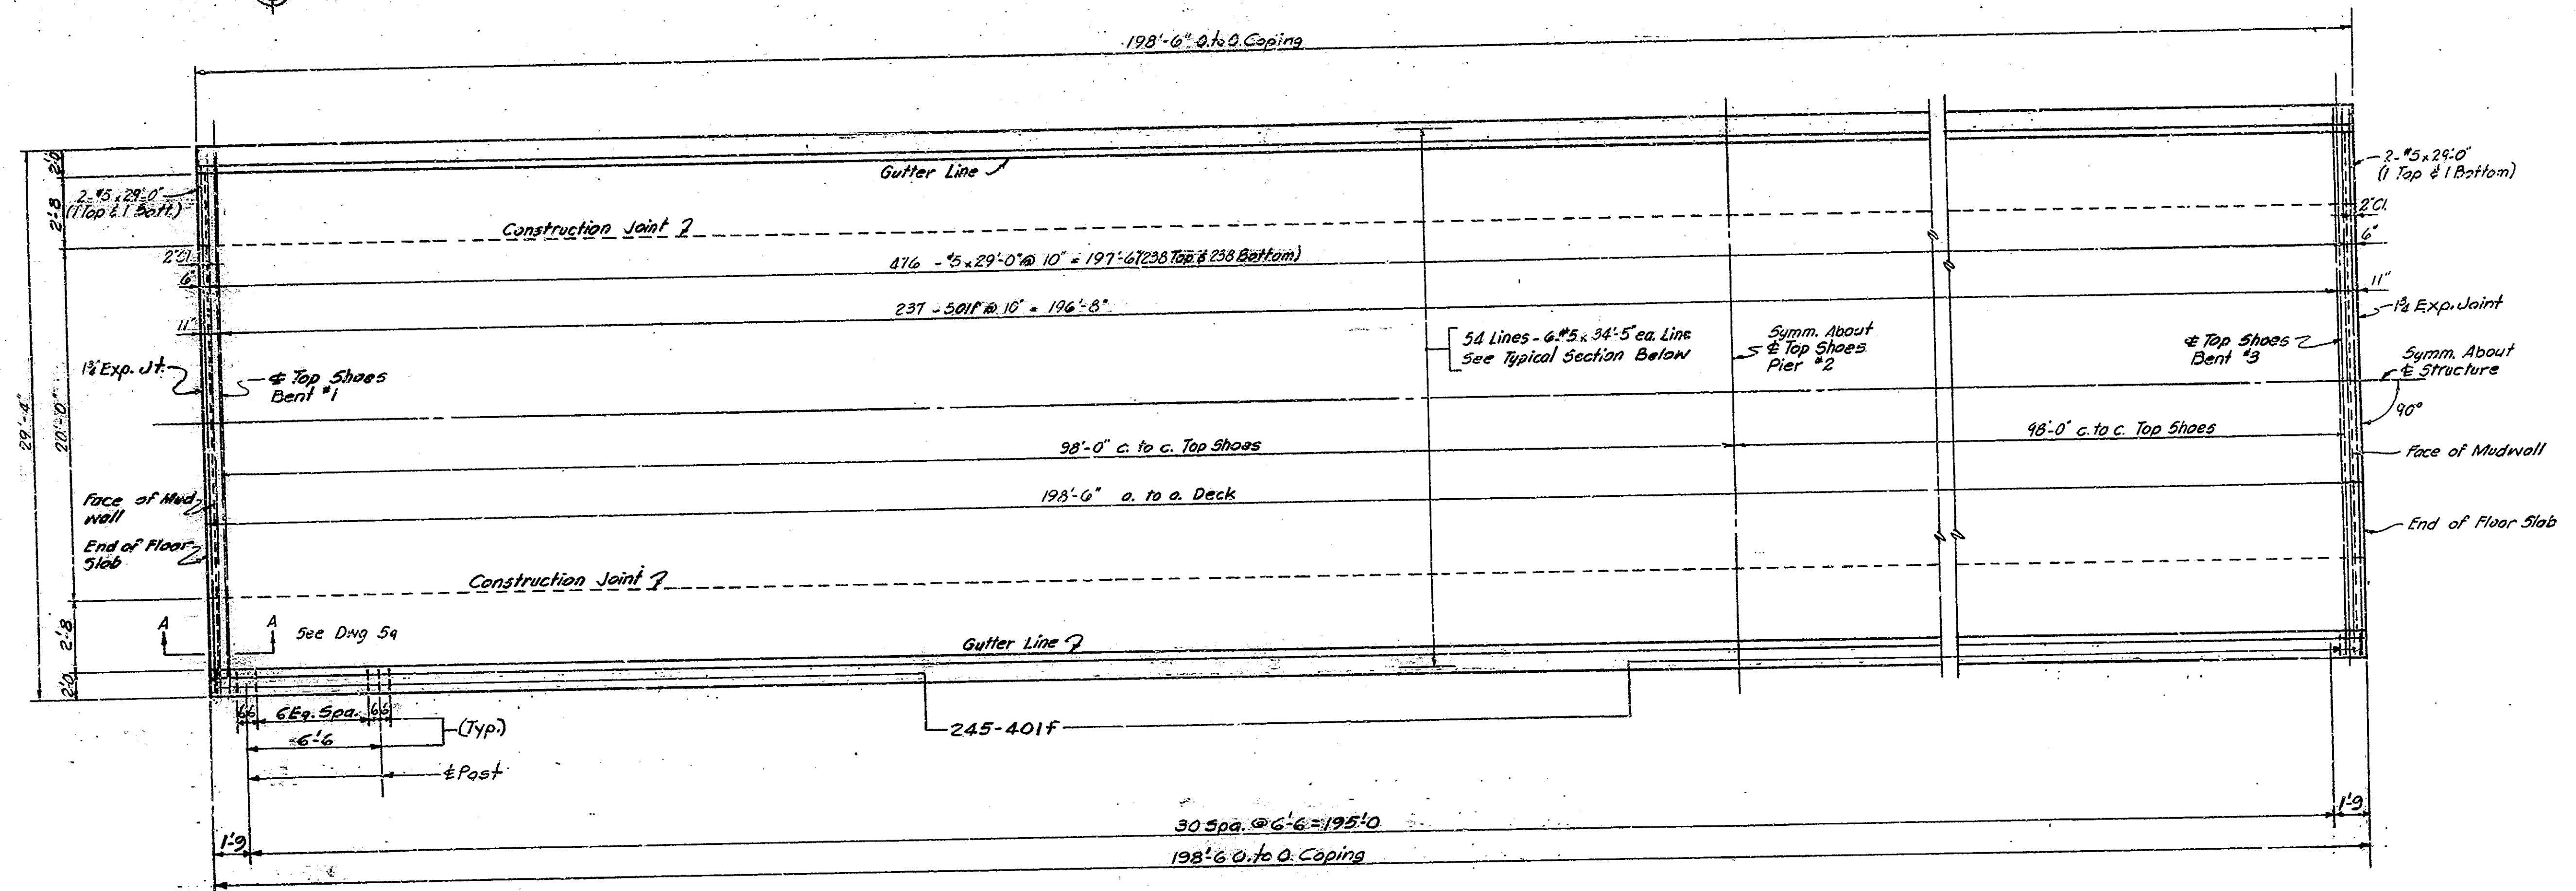 198'-6" O. to O. Coping
2'-0"
2'-8
20'-0"
29'-4"
2'-8
2'-0
2-#5 x 29'-0"
(1 Top & 1 Bott.)
2" Cl.
6"
11"
1¾ Exp. Jt.
℄ Top Shoes
Bent #1
Face of Mud
wall
End of Floor
Slab
Gutter Line
Construction Joint
476 - #5 x 29'-0" @ 10" = 197'-6" (238 Top & 238 Bottom)
237 - 501f @ 10" = 196'-8"
54 Lines - 6-#5 x 34'-5" ea. Line
See Typical Section Below
Symm. About
℄ Top Shoes
Pier #2
98'-0" c. to c. Top Shoes
98'-0" c. to c. Top Shoes
198'-6" o. to o. Deck
Construction Joint
Gutter Line
A
A
See Dwg 5a
2-#5 x 29'-0"
(1 Top & 1 Bottom)
2" Cl.
6"
11"
1¾ Exp. Joint
℄ Top Shoes
Bent #3
Symm. About
℄ Structure
90°
Face of Mudwall
End of Floor Slab
6 6
6 Eq. Spa.
6 6
6'-6
(Typ.)
℄ Post
245-401f
1'-9
30 Spa. @ 6'-6 = 195'-0
1'-9
198'-6 O. to O. Coping